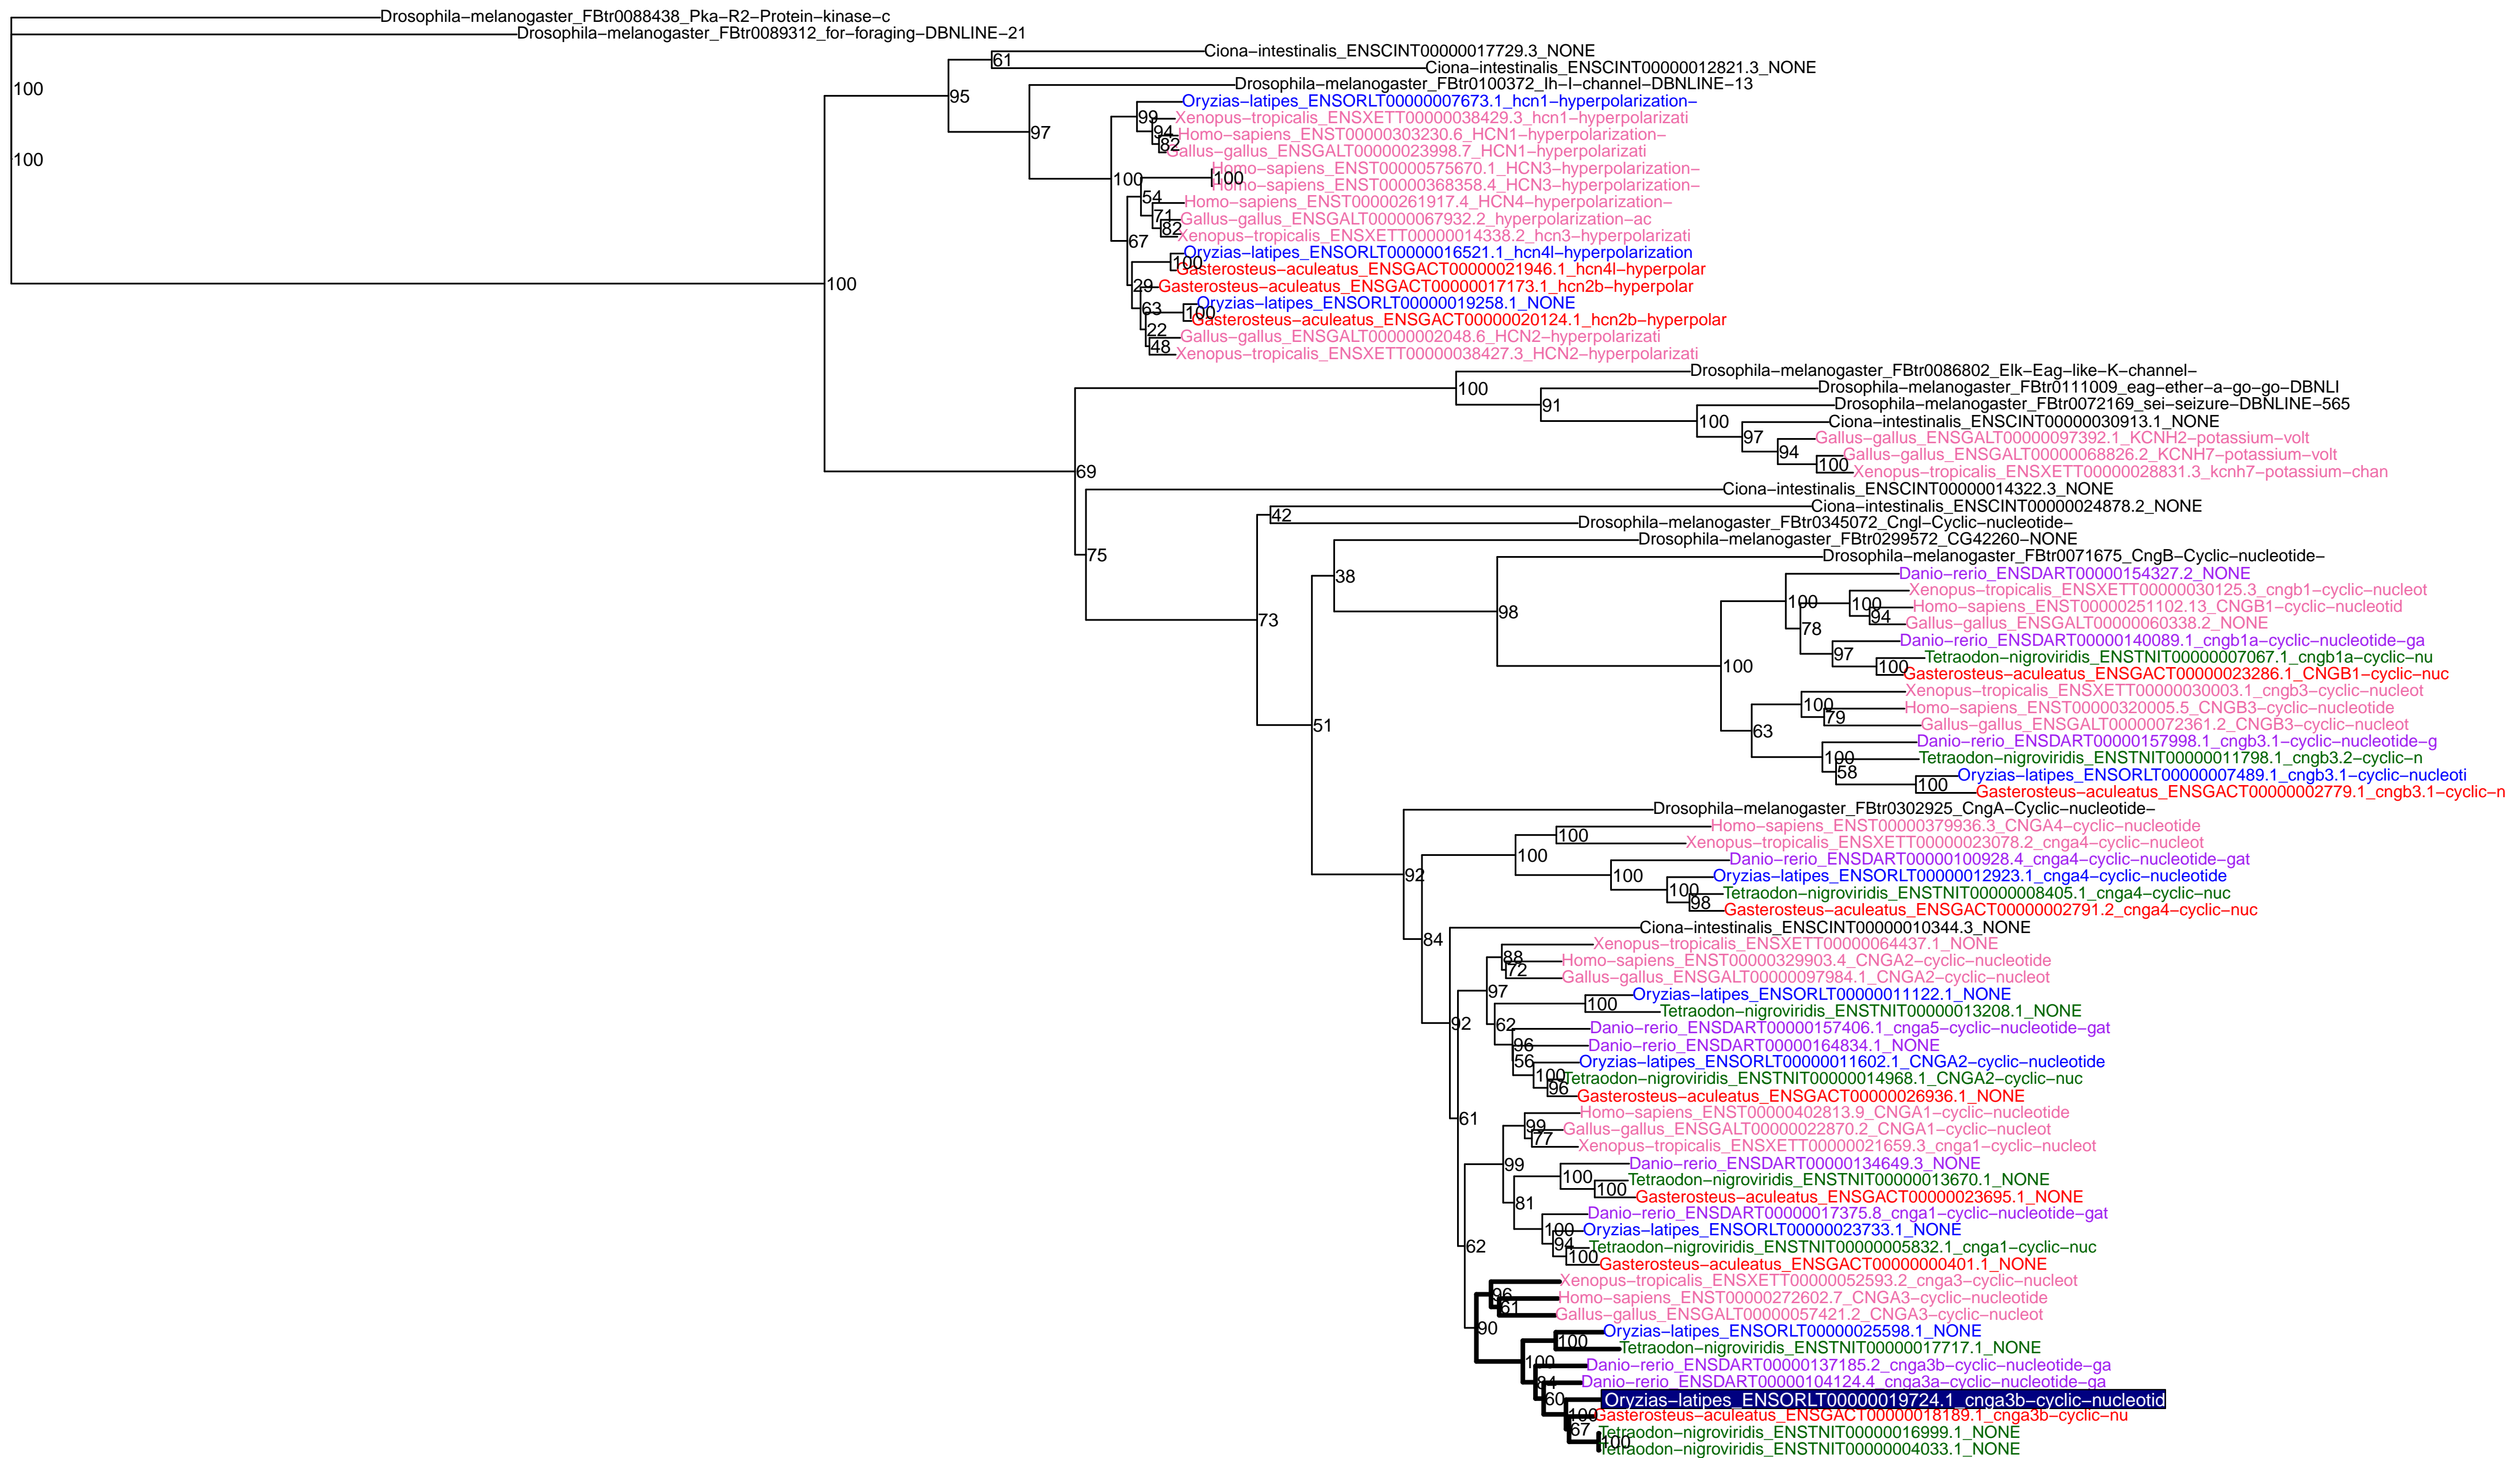 Drosophila−melanogaster_FBtr0088438_Pka−R2−Protein−kinase−c
Drosophila−melanogaster_FBtr0089312_for−foraging−DBNLINE−21
Ciona−intestinalis_ENSCINT00000017729.3_NONE
61
Ciona−intestinalis_ENSCINT00000012821.3_NONE
Drosophila−melanogaster_FBtr0100372_Ih−I−channel−DBNLINE−13
100
95
Oryzias−latipes_ENSORLT00000007673.1_hcn1−hyperpolarization−
99
Xenopus−tropicalis_ENSXETT00000038429.3_hcn1−hyperpolarizati
97
94
Homo−sapiens_ENST00000303230.6_HCN1−hyperpolarization−
82
Gallus−gallus_ENSGALT00000023998.7_HCN1−hyperpolarizati
100
Homo−sapiens_ENST00000575670.1_HCN3−hyperpolarization−
100
100
Homo−sapiens_ENST00000368358.4_HCN3−hyperpolarization−
54
Homo−sapiens_ENST00000261917.4_HCN4−hyperpolarization−
71
Gallus−gallus_ENSGALT00000067932.2_hyperpolarization−ac
82
Xenopus−tropicalis_ENSXETT00000014338.2_hcn3−hyperpolarizati
67
Oryzias−latipes_ENSORLT00000016521.1_hcn4l−hyperpolarization
100
Gasterosteus−aculeatus_ENSGACT00000021946.1_hcn4l−hyperpolar
100
29
Gasterosteus−aculeatus_ENSGACT00000017173.1_hcn2b−hyperpolar
Oryzias−latipes_ENSORLT00000019258.1_NONE
63
100
Gasterosteus−aculeatus_ENSGACT00000020124.1_hcn2b−hyperpolar
22
Gallus−gallus_ENSGALT00000002048.6_HCN2−hyperpolarizati
48
Xenopus−tropicalis_ENSXETT00000038427.3_HCN2−hyperpolarizati
Drosophila−melanogaster_FBtr0086802_Elk−Eag−like−K−channel−
100
Drosophila−melanogaster_FBtr0111009_eag−ether−a−go−go−DBNLI
91
Drosophila−melanogaster_FBtr0072169_sei−seizure−DBNLINE−565
100
Ciona−intestinalis_ENSCINT00000030913.1_NONE
97
Gallus−gallus_ENSGALT00000097392.1_KCNH2−potassium−volt
94
Gallus−gallus_ENSGALT00000068826.2_KCNH7−potassium−volt
100
69
Xenopus−tropicalis_ENSXETT00000028831.3_kcnh7−potassium−chan
Ciona−intestinalis_ENSCINT00000014322.3_NONE
Ciona−intestinalis_ENSCINT00000024878.2_NONE
42
Drosophila−melanogaster_FBtr0345072_Cngl−Cyclic−nucleotide−
Drosophila−melanogaster_FBtr0299572_CG42260−NONE
75
Drosophila−melanogaster_FBtr0071675_CngB−Cyclic−nucleotide−
38
Danio−rerio_ENSDART00000154327.2_NONE
Xenopus−tropicalis_ENSXETT00000030125.3_cngb1−cyclic−nucleot
100
100
Homo−sapiens_ENST00000251102.13_CNGB1−cyclic−nucleotid
98
94
73
Gallus−gallus_ENSGALT00000060338.2_NONE
78
Danio−rerio_ENSDART00000140089.1_cngb1a−cyclic−nucleotide−ga
97
Tetraodon−nigroviridis_ENSTNIT00000007067.1_cngb1a−cyclic−nu
100
100
Gasterosteus−aculeatus_ENSGACT00000023286.1_CNGB1−cyclic−nuc
Xenopus−tropicalis_ENSXETT00000030003.1_cngb3−cyclic−nucleot
100
Homo−sapiens_ENST00000320005.5_CNGB3−cyclic−nucleotide
79
51
Gallus−gallus_ENSGALT00000072361.2_CNGB3−cyclic−nucleot
63
Danio−rerio_ENSDART00000157998.1_cngb3.1−cyclic−nucleotide−g
100
Tetraodon−nigroviridis_ENSTNIT00000011798.1_cngb3.2−cyclic−n
58
Oryzias−latipes_ENSORLT00000007489.1_cngb3.1−cyclic−nucleoti
100
Gasterosteus−aculeatus_ENSGACT00000002779.1_cngb3.1−cyclic−n
Drosophila−melanogaster_FBtr0302925_CngA−Cyclic−nucleotide−
Homo−sapiens_ENST00000379936.3_CNGA4−cyclic−nucleotide
100
Xenopus−tropicalis_ENSXETT00000023078.2_cnga4−cyclic−nucleot
100
Danio−rerio_ENSDART00000100928.4_cnga4−cyclic−nucleotide−gat
92
100
Oryzias−latipes_ENSORLT00000012923.1_cnga4−cyclic−nucleotide
100
Tetraodon−nigroviridis_ENSTNIT00000008405.1_cnga4−cyclic−nuc
98
Gasterosteus−aculeatus_ENSGACT00000002791.2_cnga4−cyclic−nuc
Ciona−intestinalis_ENSCINT00000010344.3_NONE
84
Xenopus−tropicalis_ENSXETT00000064437.1_NONE
88
Homo−sapiens_ENST00000329903.4_CNGA2−cyclic−nucleotide
72
Gallus−gallus_ENSGALT00000097984.1_CNGA2−cyclic−nucleot
97
Oryzias−latipes_ENSORLT00000011122.1_NONE
100
Tetraodon−nigroviridis_ENSTNIT00000013208.1_NONE
92
62
Danio−rerio_ENSDART00000157406.1_cnga5−cyclic−nucleotide−gat
96
Danio−rerio_ENSDART00000164834.1_NONE
56
Oryzias−latipes_ENSORLT00000011602.1_CNGA2−cyclic−nucleotide
100
Tetraodon−nigroviridis_ENSTNIT00000014968.1_CNGA2−cyclic−nuc
96
Gasterosteus−aculeatus_ENSGACT00000026936.1_NONE
61
Homo−sapiens_ENST00000402813.9_CNGA1−cyclic−nucleotide
99
Gallus−gallus_ENSGALT00000022870.2_CNGA1−cyclic−nucleot
77
Xenopus−tropicalis_ENSXETT00000021659.3_cnga1−cyclic−nucleot
99
Danio−rerio_ENSDART00000134649.3_NONE
100
Tetraodon−nigroviridis_ENSTNIT00000013670.1_NONE
100
Gasterosteus−aculeatus_ENSGACT00000023695.1_NONE
81
Danio−rerio_ENSDART00000017375.8_cnga1−cyclic−nucleotide−gat
100
Oryzias−latipes_ENSORLT00000023733.1_NONE
62
94
Tetraodon−nigroviridis_ENSTNIT00000005832.1_cnga1−cyclic−nuc
100
Gasterosteus−aculeatus_ENSGACT00000000401.1_NONE
Xenopus−tropicalis_ENSXETT00000052593.2_cnga3−cyclic−nucleot
96
Homo−sapiens_ENST00000272602.7_CNGA3−cyclic−nucleotide
61
Gallus−gallus_ENSGALT00000057421.2_CNGA3−cyclic−nucleot
90
Oryzias−latipes_ENSORLT00000025598.1_NONE
100
Tetraodon−nigroviridis_ENSTNIT00000017717.1_NONE
100
Danio−rerio_ENSDART00000137185.2_cnga3b−cyclic−nucleotide−ga
84
Danio−rerio_ENSDART00000104124.4_cnga3a−cyclic−nucleotide−ga
60
Oryzias−latipes_ENSORLT00000019724.1_cnga3b−cyclic−nucleotid
100
Gasterosteus−aculeatus_ENSGACT00000018189.1_cnga3b−cyclic−nu
67
Tetraodon−nigroviridis_ENSTNIT00000016999.1_NONE
100
Tetraodon−nigroviridis_ENSTNIT00000004033.1_NONE